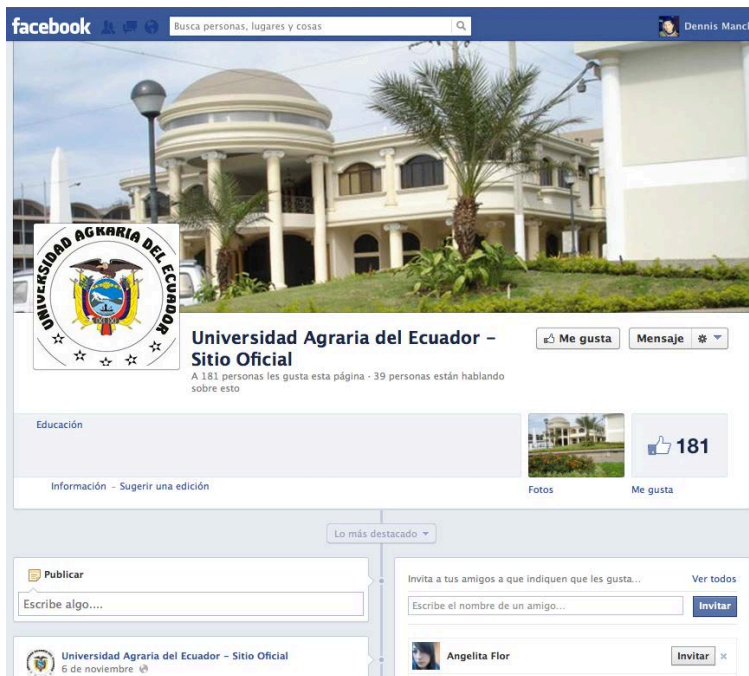 facebook
Busca personas, lugares y cosas
Dennis Manc
UNIVERSIDAD AGRARIA DEL ECUADOR
Universidad Agraria del Ecuador –
Sitio Oficial
A 181 personas les gusta esta página · 39 personas están hablando
sobre esto
Me gusta
Mensaje
Educación
181
Información – Sugerir una edición
Fotos
Me gusta
Lo más destacado
Publicar
Escribe algo....
Invita a tus amigos a que indiquen que les gusta...
Ver todos
Escribe el nombre de un amigo...
Invitar
Universidad Agraria del Ecuador – Sitio Oficial
6 de noviembre
Angelita Flor
Invitar